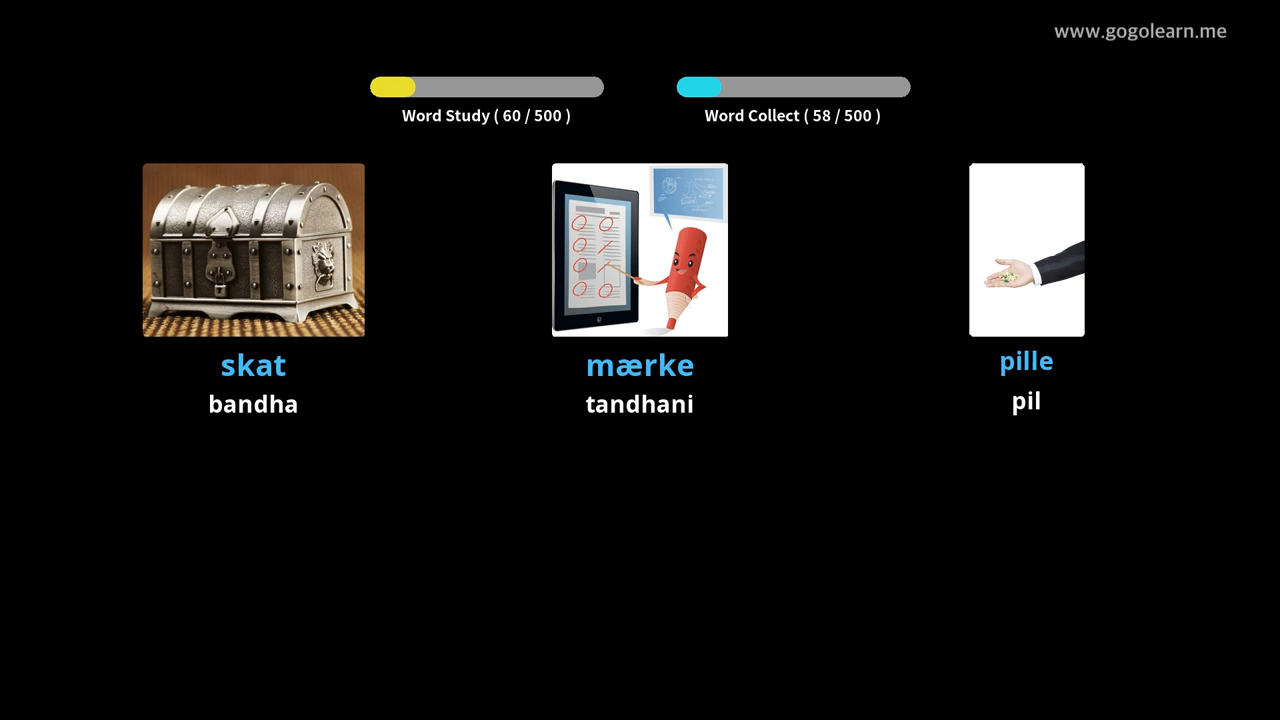 www.gogolearn.me
Word Study ( 60 / 500 )
Word Collect ( 58 / 500 )
skat
bandha
mærke
tandhani
pille
pil